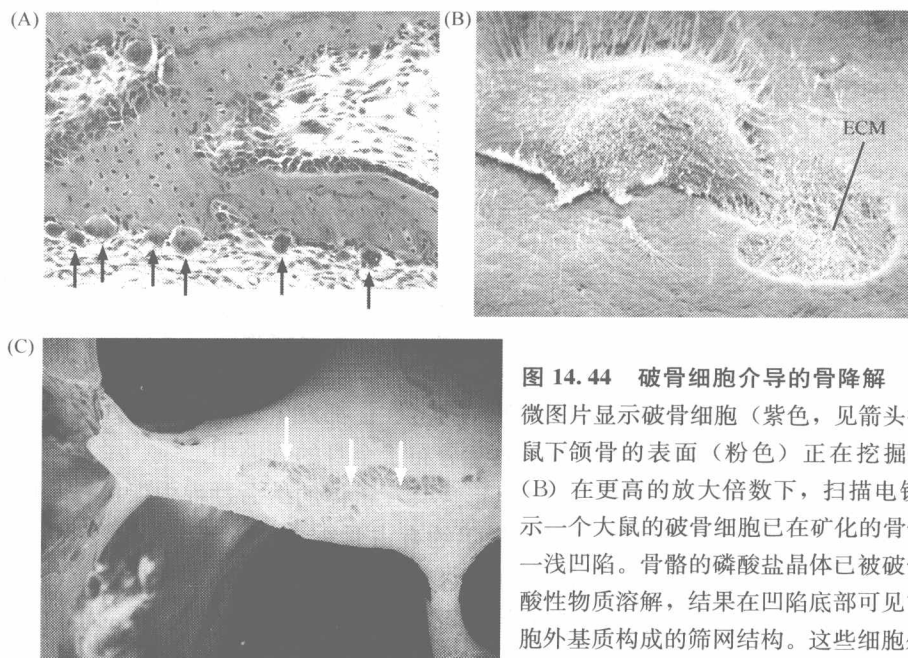 (A)
(B)
ECM
(C)
图 14.44 破骨细胞介导的骨降解
微图片显示破骨细胞（紫色，见箭头
鼠下颌骨的表面（粉色）正在挖掘
（B）在更高的放大倍数下，扫描电镜
示一个大鼠的破骨细胞已在矿化的骨
一浅凹陷。骨骼的磷酸盐晶体已被破
酸性物质溶解，结果在凹陷底部可见
胞外基质构成的筛网结构。这些细胞